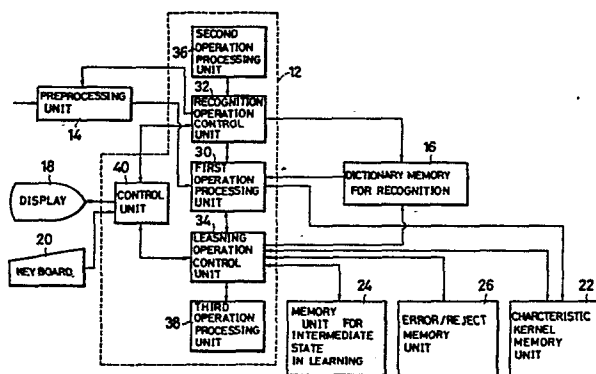 SECOND
OPERATION
PROCESSING
UNIT
36
12
32
RECOGNITION
OPERATION
CONTROL
UNIT
PREPROCESSING
UNIT
14
30
FIRST
OPERATION
PROCESSING
UNIT
16
DICTIONARY MEMORY
FOR RECOGNITION
18
DISPLAY
40
CONTROL
UNIT
20
KEY BOARD
34
LEASNING
OPERATION
CONTROL
UNIT
38
THIRD
OPERATION
PROCESSING
UNIT
24
MEMORY
UNIT FOR
INTERMEDIATE
STATE
IN LEARNING
26
ERROR/REJECT
MEMORY
UNIT
22
CHARCTERISTIC
KERNEL
MEMORY
UNIT